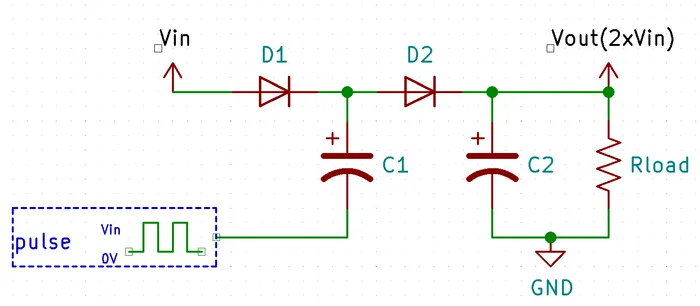 Vin
D1
D2
Vout(2xVin)
+
C1
+
C2
Rload
pulse
Vin
0V
GND